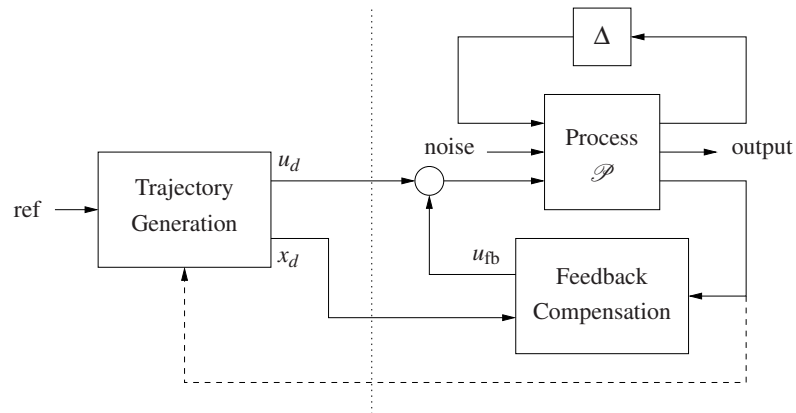 Δ
noise
Process
𝒫
output
u_d
ref
Trajectory
Generation
x_d
u_fb
Feedback
Compensation